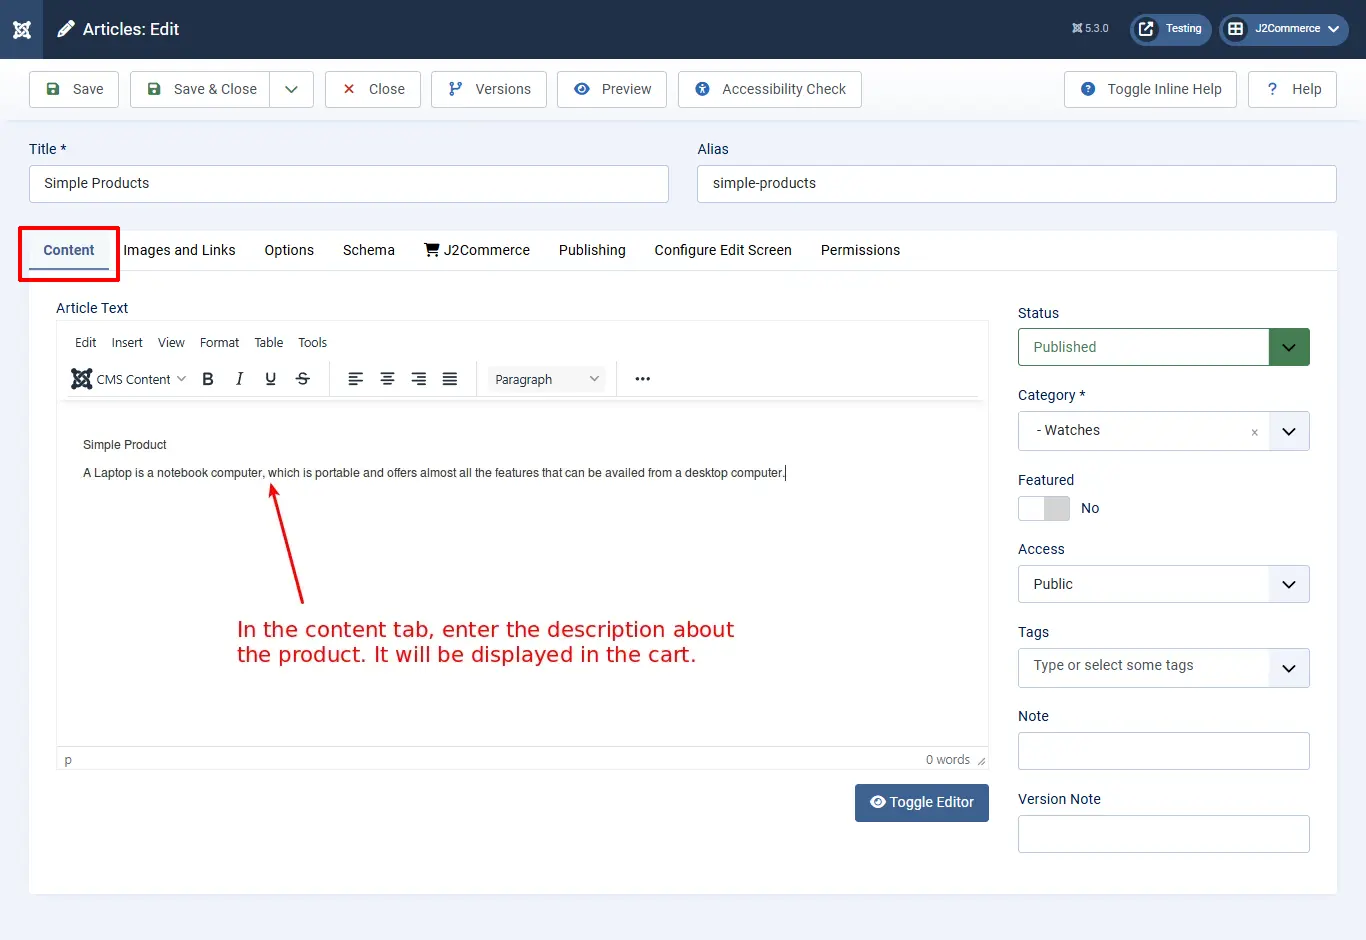 Articles: Edit
5.3.0
Testing
J2Commerce
Save
Save & Close
Close
Versions
Preview
Accessibility Check
Toggle Inline Help
? Help
Title *
Alias
Simple Products
simple-products
Content
Images and Links
Options
Schema
J2Commerce
Publishing
Configure Edit Screen
Permissions
Article Text
Edit
Insert
View
Format
Table
Tools
CMS Content
B
I
U
S
Paragraph
Simple Product
A Laptop is a notebook computer, which is portable and offers almost all the features that can be availed from a desktop computer.
In the content tab, enter the description about
the product. It will be displayed in the cart.
p
0 words
Toggle Editor
Status
Published
Category *
- Watches
Featured
No
Access
Public
Tags
Type or select some tags
Note
Version Note